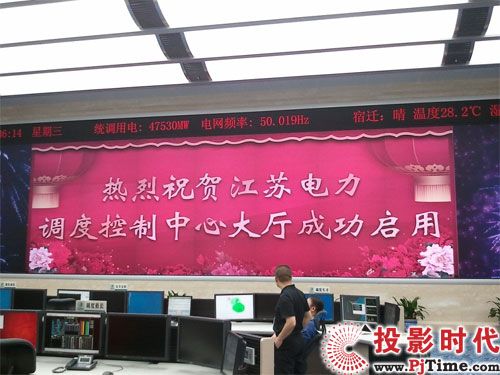 06:14 星期三 统调用电: 47530MW 电网频率: 50.019Hz 宿迁: 晴 温度28.2℃ 湿
热烈祝贺江苏电力
调度控制中心大厅成功启用
投影时代
www.PjTime.com